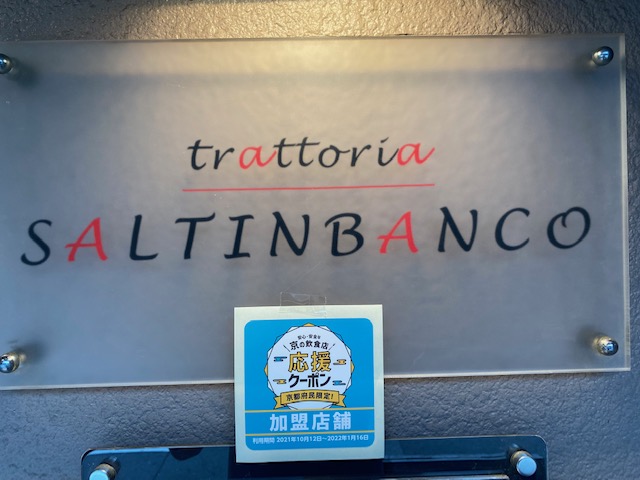 trattoria
SALTINBANCO
安心・安全な
京の飲食店
応援
クーポン
京都府民限定!
加盟店舗
利用期間 2021年10月12日～2022年1月16日